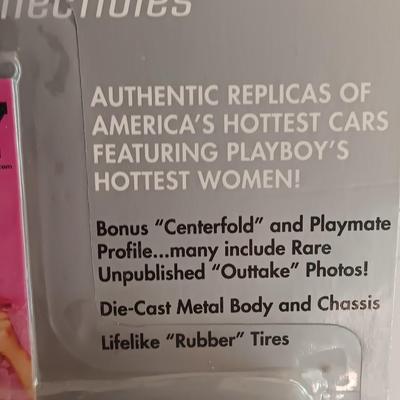 AUTHENTIC REPLICAS OF
AMERICA'S HOTTEST CARS
FEATURING PLAYBOY'S
HOTTEST WOMEN!
Bonus "Centerfold" and Playmate
Profile...many include Rare
Unpublished "Outtake" Photos!
Die-Cast Metal Body and Chassis
Lifelike "Rubber" Tires